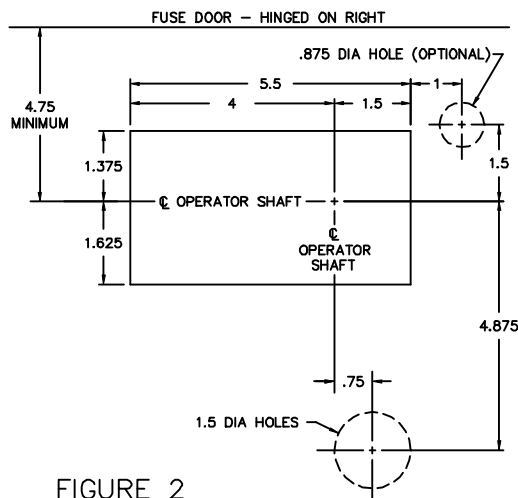 FUSE DOOR – HINGED ON RIGHT
.875 DIA HOLE (OPTIONAL)
5.5
1
4
1.5
4.75
MINIMUM
1.375
1.5
℄ OPERATOR SHAFT
1.625
℄
OPERATOR
SHAFT
4.875
.75
1.5 DIA HOLES
FIGURE 2